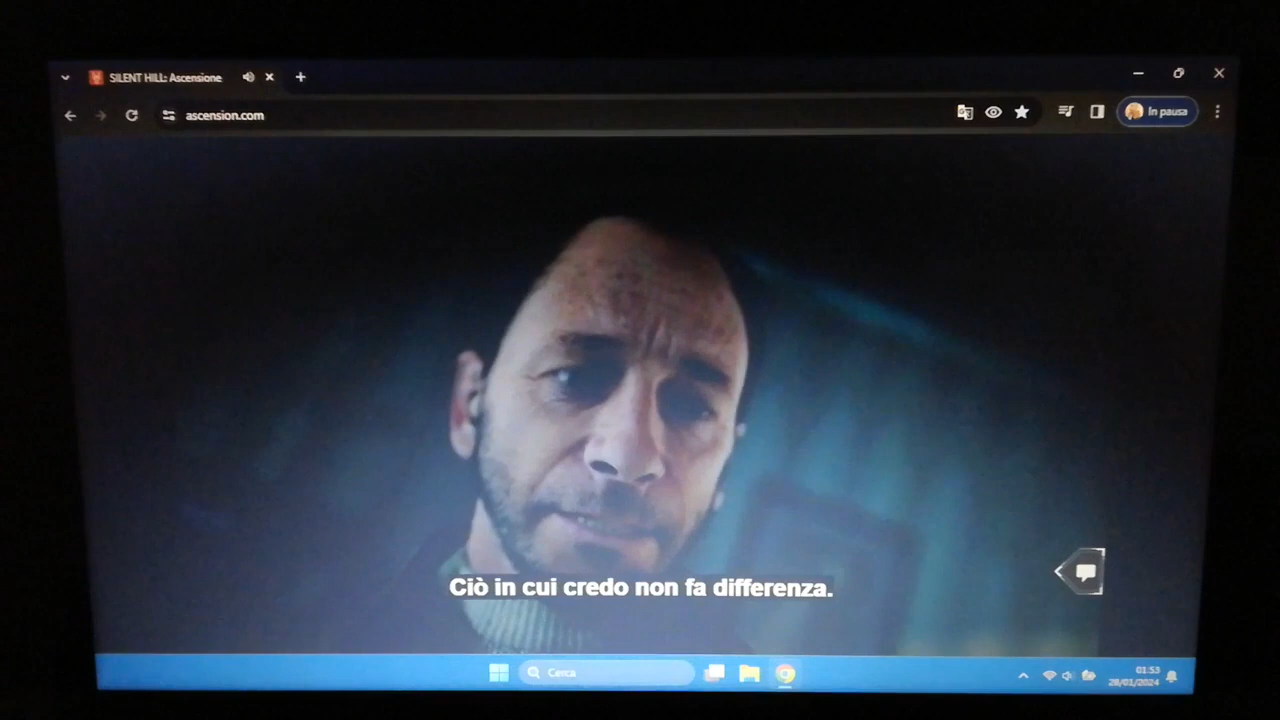 SILENT HILL: Ascensione
ascension.com
In pausa
Ciò in cui credo non fa differenza.
Cerca
01:53
28/01/2024